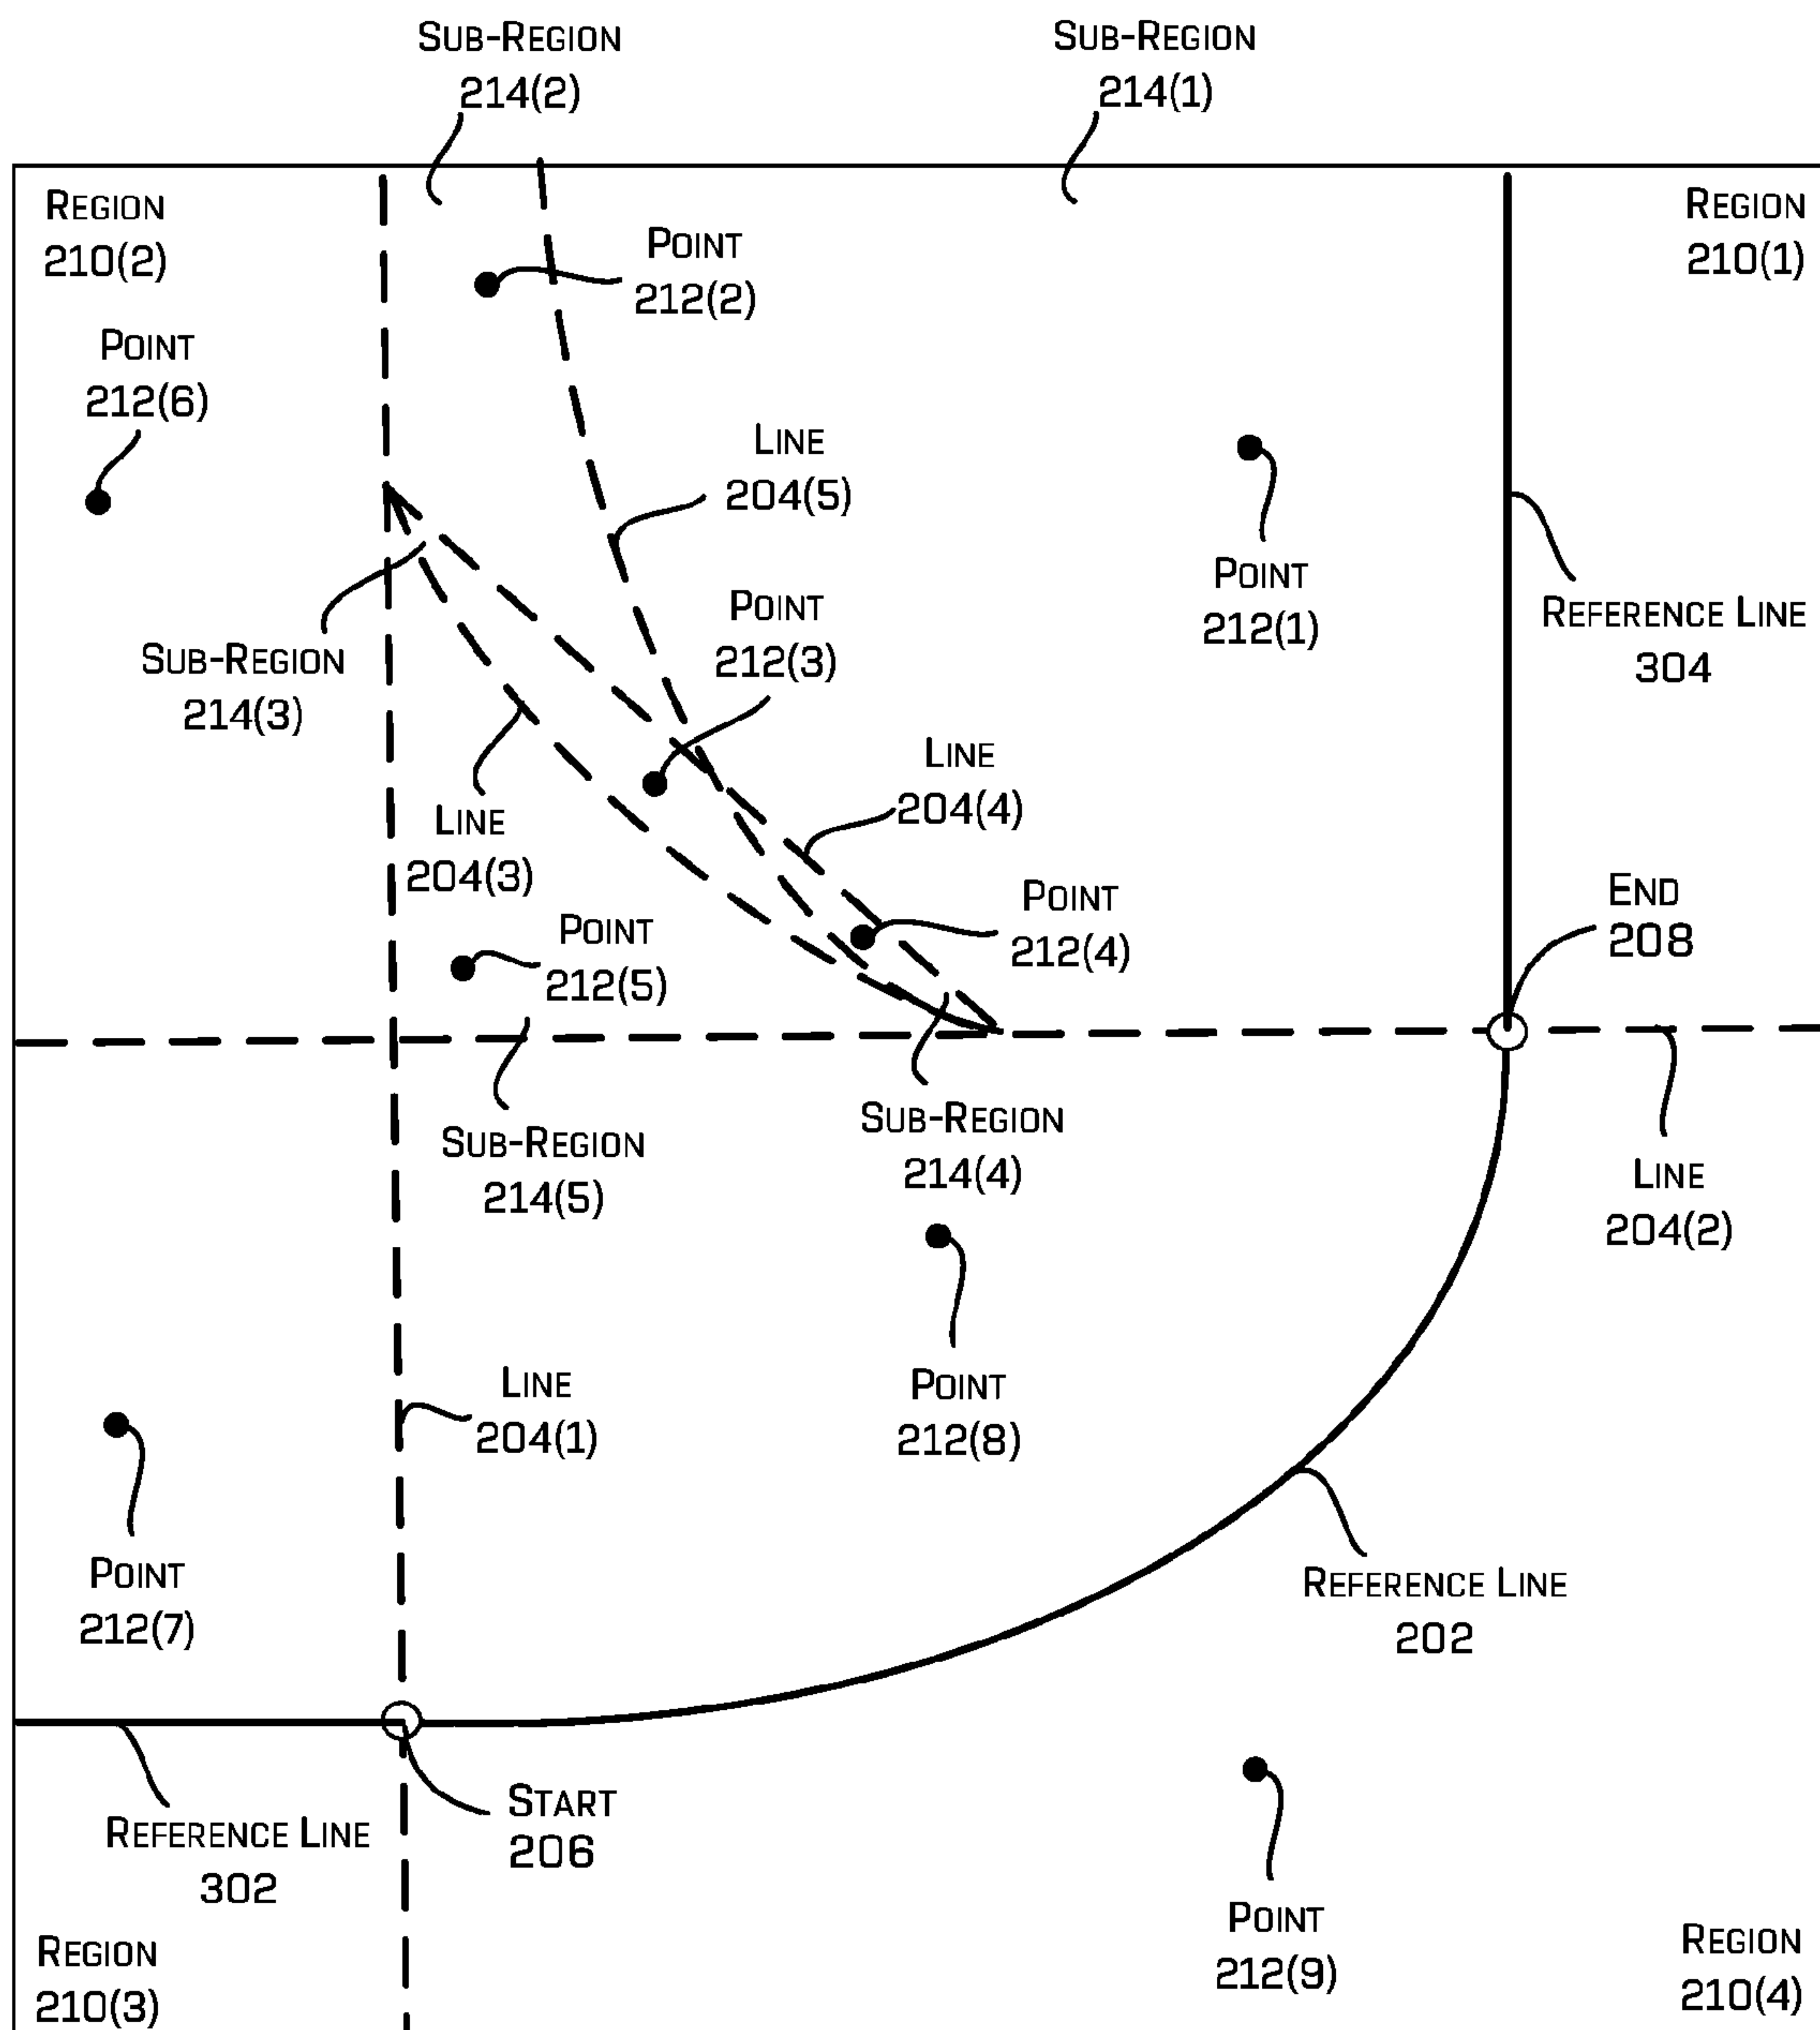 Sub-Region
214(2)
Sub-Region
214(1)
Region
210(2)
Point
212(2)
Region
210(1)
Point
212(6)
Line
204(5)
Point
212(1)
Reference Line
304
Point
212(3)
Sub-Region
214(3)
Line
204(4)
Line
204(3)
Point
212(4)
End
208
Point
212(5)
Sub-Region
214(4)
Sub-Region
214(5)
Line
204(2)
Point
212(8)
Line
204(1)
Point
212(7)
Reference Line
202
Start
206
Reference Line
302
Point
212(9)
Region
210(3)
Region
210(4)